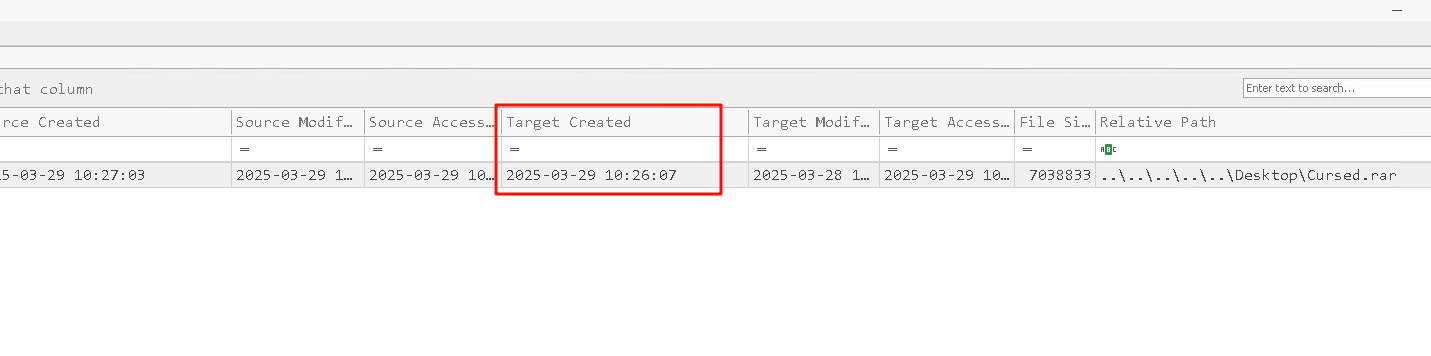 that column
Enter text to search...
rce Created Source Modif... Source Access... Target Created Target Modif... Target Access... File Si... Relative Path
= = = = = = ABC
5-03-29 10:27:03 2025-03-29 1... 2025-03-29 10... 2025-03-29 10:26:07 2025-03-28 1... 2025-03-29 10... 7038833 ..\..\..\..\..\Desktop\Cursed.rar